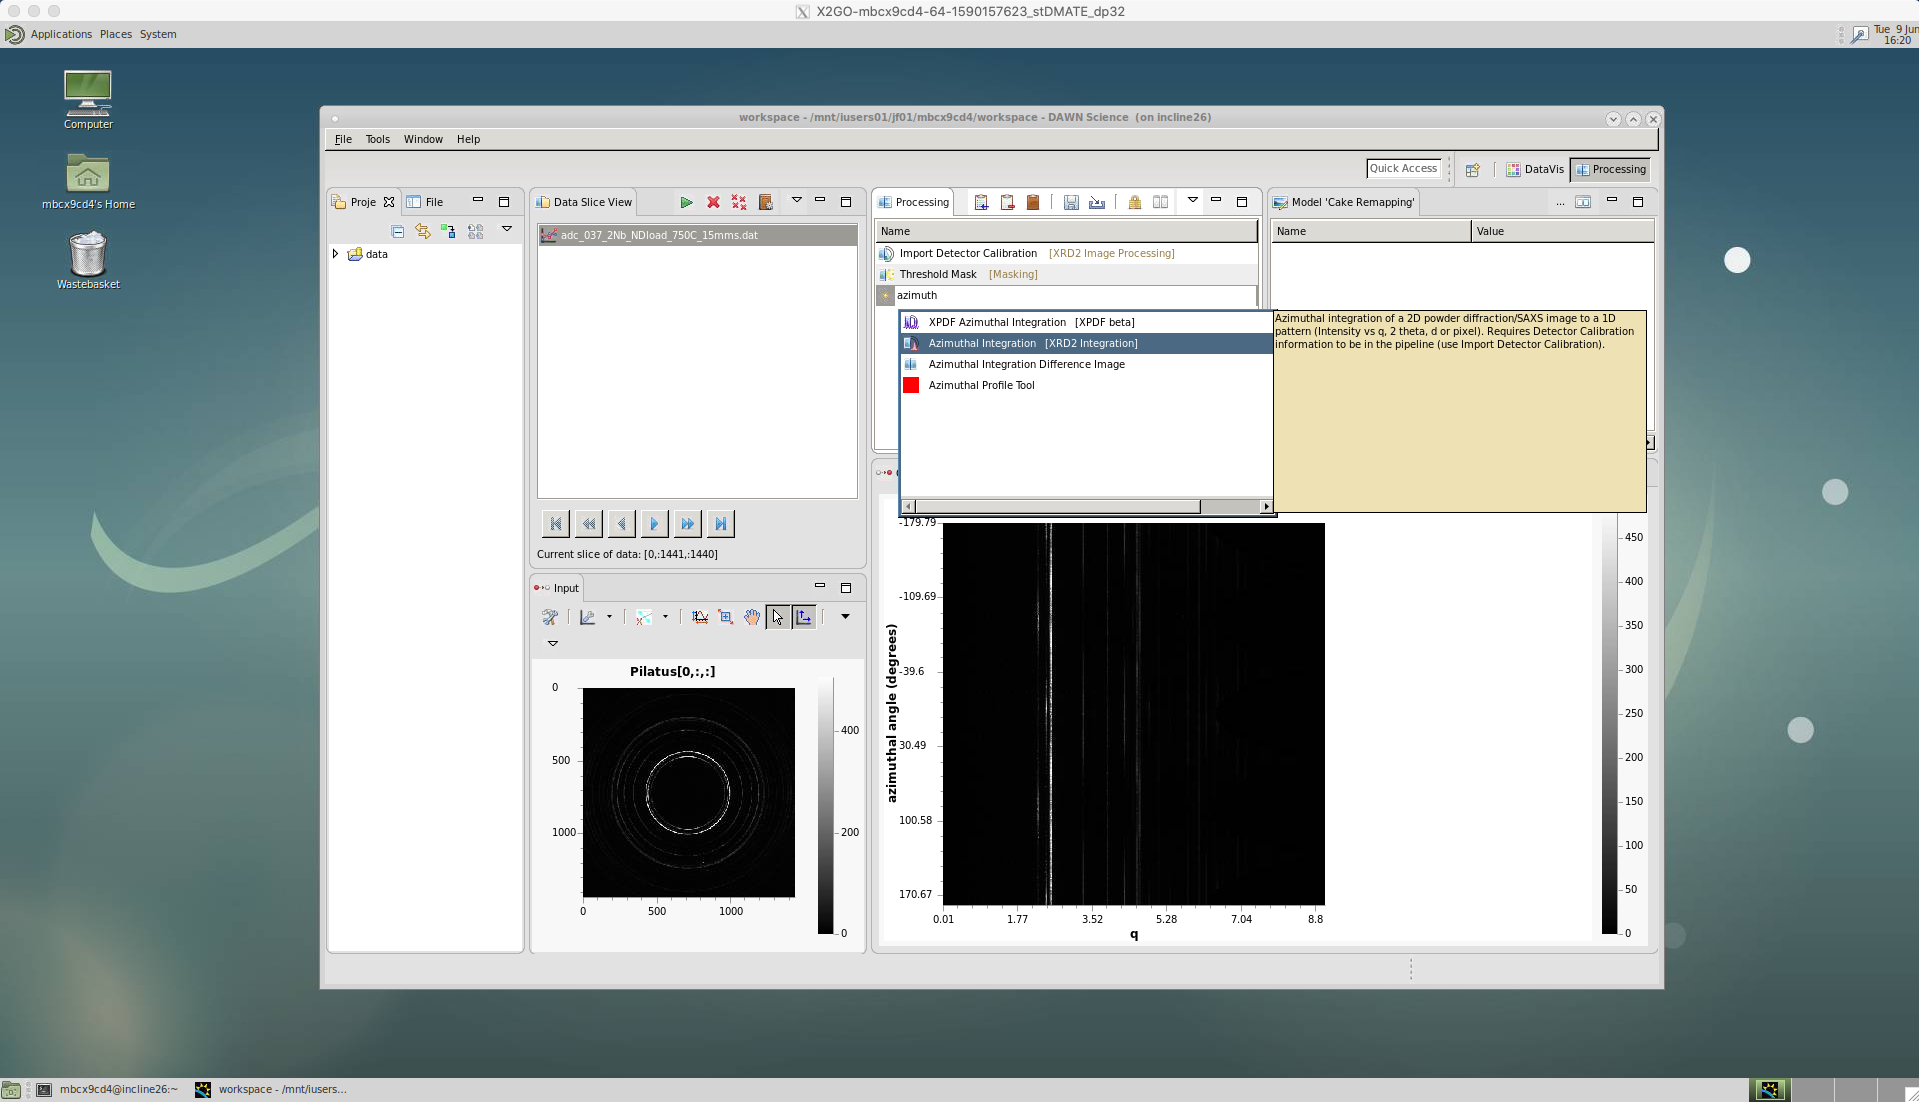 X2GO-mbcx9cd4-64-1590157623_stDMATE_dp32
Applications Places System
Tue 9 Jun
16:20
Computer
mbcx9cd4's Home
Wastebasket
workspace - /mnt/iusers01/jf01/mbcx9cd4/workspace - DAWN Science (on incline26)
File Tools Window Help
Quick Access
DataVis
Processing
Proje
File
data
Data Slice View
adc_037_2Nb_NDload_750C_15mms.dat
Current slice of data: [0,:1441,:1440]
Processing
Name
Import Detector Calibration [XRD2 Image Processing]
Threshold Mask [Masking]
azimuth
XPDF Azimuthal Integration [XPDF beta]
Azimuthal Integration [XRD2 Integration]
Azimuthal Integration Difference Image
Azimuthal Profile Tool
Model 'Cake Remapping'
...
Name Value
Azimuthal integration of a 2D powder diffraction/SAXS image to a 1D
pattern (Intensity vs q, 2 theta, d or pixel). Requires Detector Calibration
information to be in the pipeline (use Import Detector Calibration).
Input
Pilatus[0,:,:]
0
500
1000
0 500 1000
400
200
0
azimuthal angle (degrees)
-179.79
-109.69
-39.6
30.49
100.58
170.67
0.01 1.77 3.52 5.28 7.04 8.8
q
450
400
350
300
250
200
150
100
50
0
mbcx9cd4@incline26:~
workspace - /mnt/iusers...